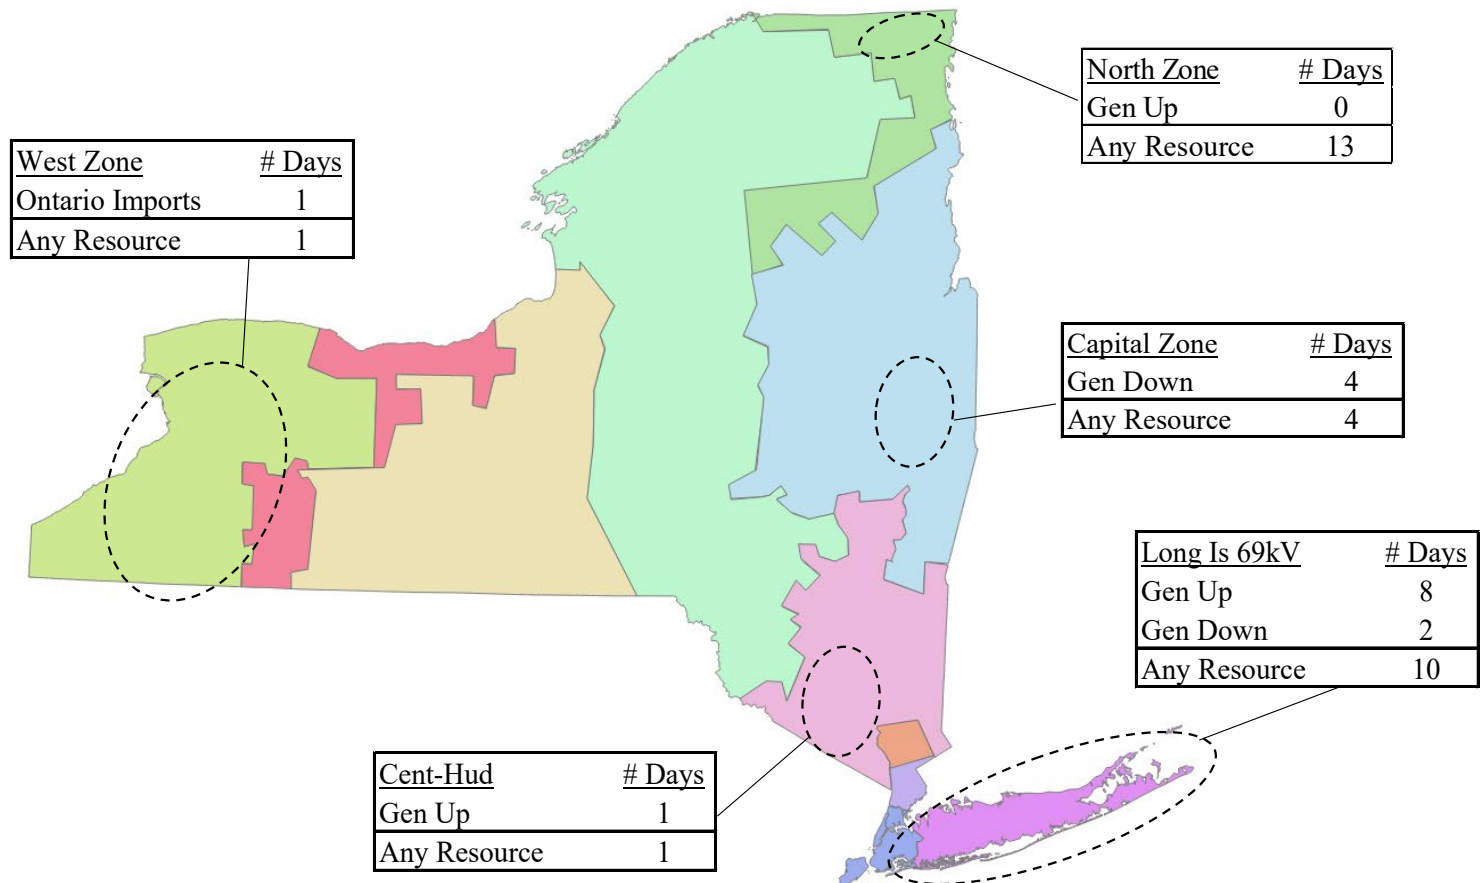 North Zone # Days
Gen Up 0
Any Resource 13
West Zone # Days
Ontario Imports 1
Any Resource 1
Capital Zone # Days
Gen Down 4
Any Resource 4
Long Is 69kV # Days
Gen Up 8
Gen Down 2
Any Resource 10
Cent-Hud # Days
Gen Up 1
Any Resource 1